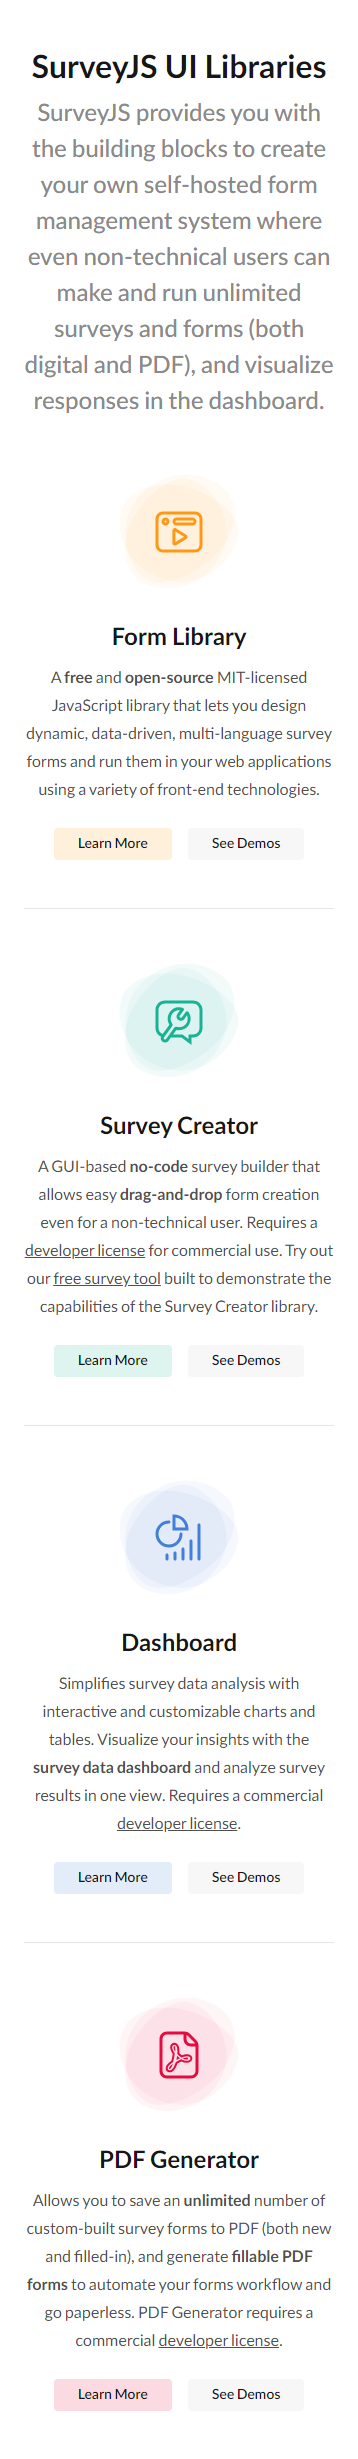 SurveyJS UI Libraries
SurveyJS provides you with
the building blocks to create
your own self-hosted form
management system where
even non-technical users can
make and run unlimited
surveys and forms (both
digital and PDF), and visualize
responses in the dashboard.
Form Library
A free and open-source MIT-licensed
JavaScript library that lets you design
dynamic, data-driven, multi-language survey
forms and run them in your web applications
using a variety of front-end technologies.
Learn More See Demos
Survey Creator
A GUI-based no-code survey builder that
allows easy drag-and-drop form creation
even for a non-technical user. Requires a
developer license for commercial use. Try out
our free survey tool built to demonstrate the
capabilities of the Survey Creator library.
Learn More See Demos
Dashboard
Simplifies survey data analysis with
interactive and customizable charts and
tables. Visualize your insights with the
survey data dashboard and analyze survey
results in one view. Requires a commercial
developer license.
Learn More See Demos
PDF Generator
Allows you to save an unlimited number of
custom-built survey forms to PDF (both new
and filled-in), and generate fillable PDF
forms to automate your forms workflow and
go paperless. PDF Generator requires a
commercial developer license.
Learn More See Demos